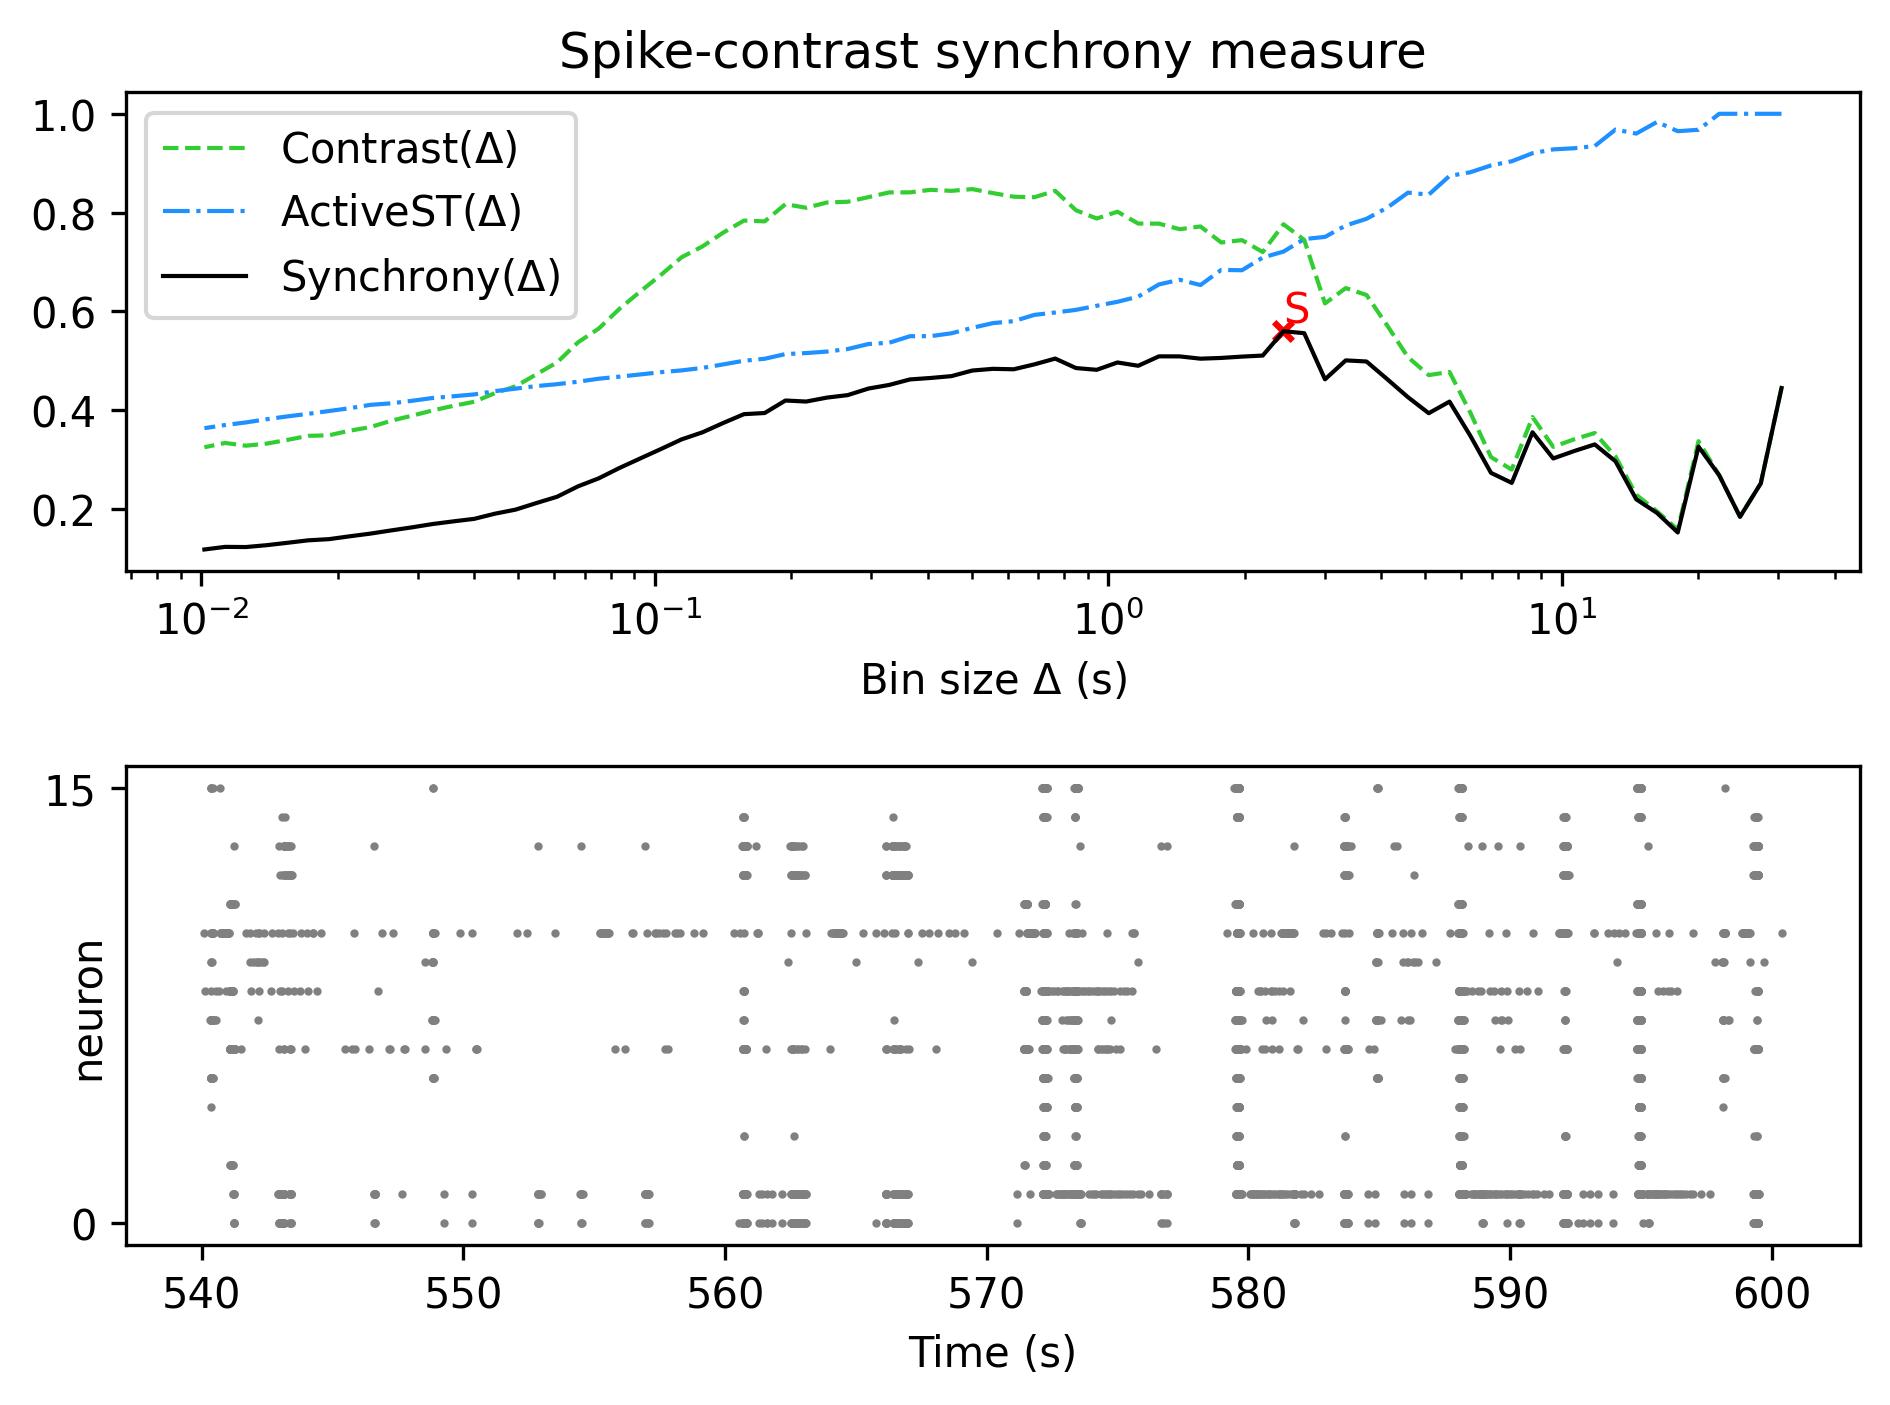 Spike-contrast synchrony measure
1.0
0.8
0.6
0.4
0.2
Contrast(Δ)
ActiveST(Δ)
Synchrony(Δ)
S
10⁻² 10⁻¹ 10⁰ 10¹
Bin size Δ (s)
15
0
neuron
540 550 560 570 580 590 600
Time (s)